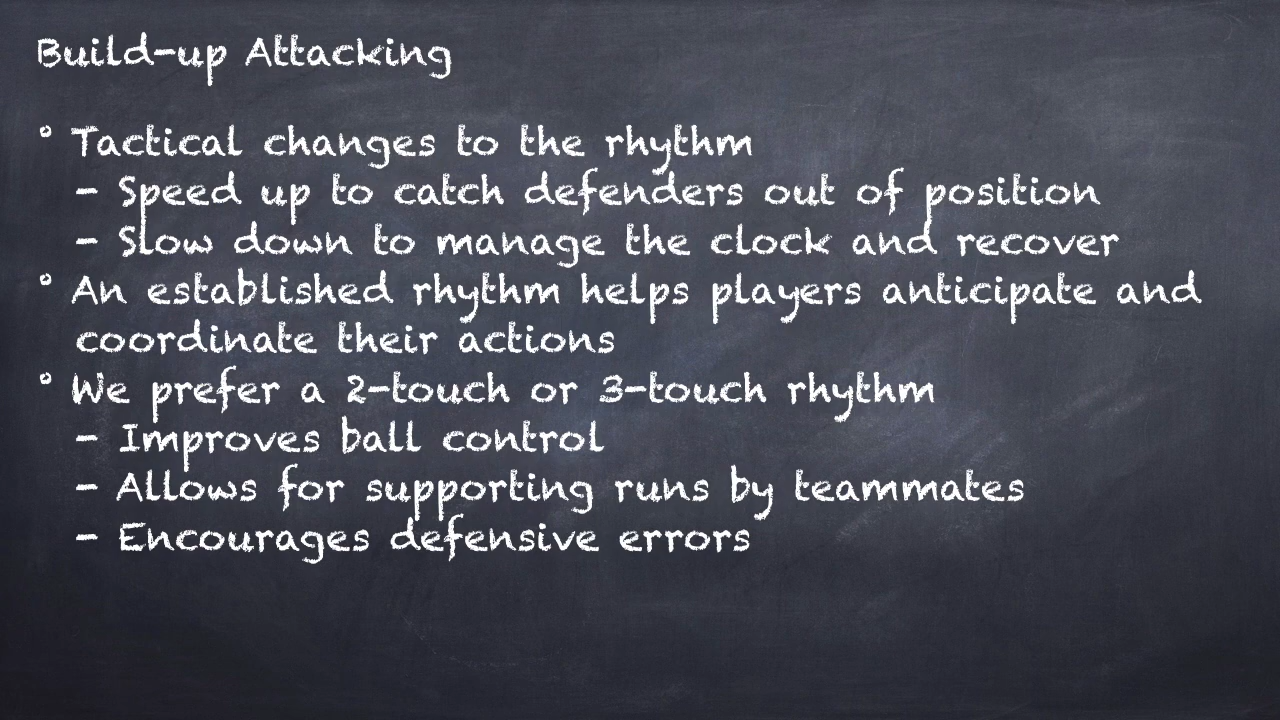 Build-up Attacking
° Tactical changes to the rhythm
- Speed up to catch defenders out of position
- Slow down to manage the clock and recover
° An established rhythm helps players anticipate and
coordinate their actions
° We prefer a 2-touch or 3-touch rhythm
- Improves ball control
- Allows for supporting runs by teammates
- Encourages defensive errors